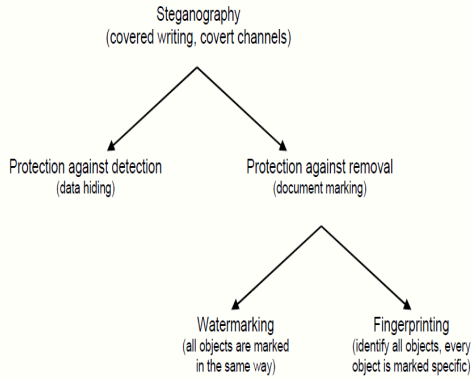 Steganography
(covered writing, covert channels)
Protection against detection
(data hiding)
Protection against removal
(document marking)
Watermarking
(all objects are marked
in the same way)
Fingerprinting
(identify all objects, every
object is marked specific)